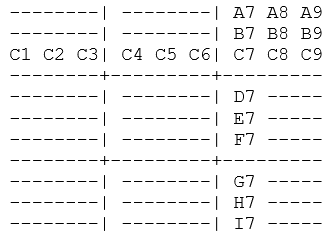 --------| --------| A7 A8 A9
--------| --------| B7 B8 B9
C1 C2 C3| C4 C5 C6| C7 C8 C9
--------+---------+---------
--------| --------| D7 -----
--------| --------| E7 -----
--------| --------| F7 -----
--------+---------+---------
--------| --------| G7 -----
--------| --------| H7 -----
--------| --------| I7 -----